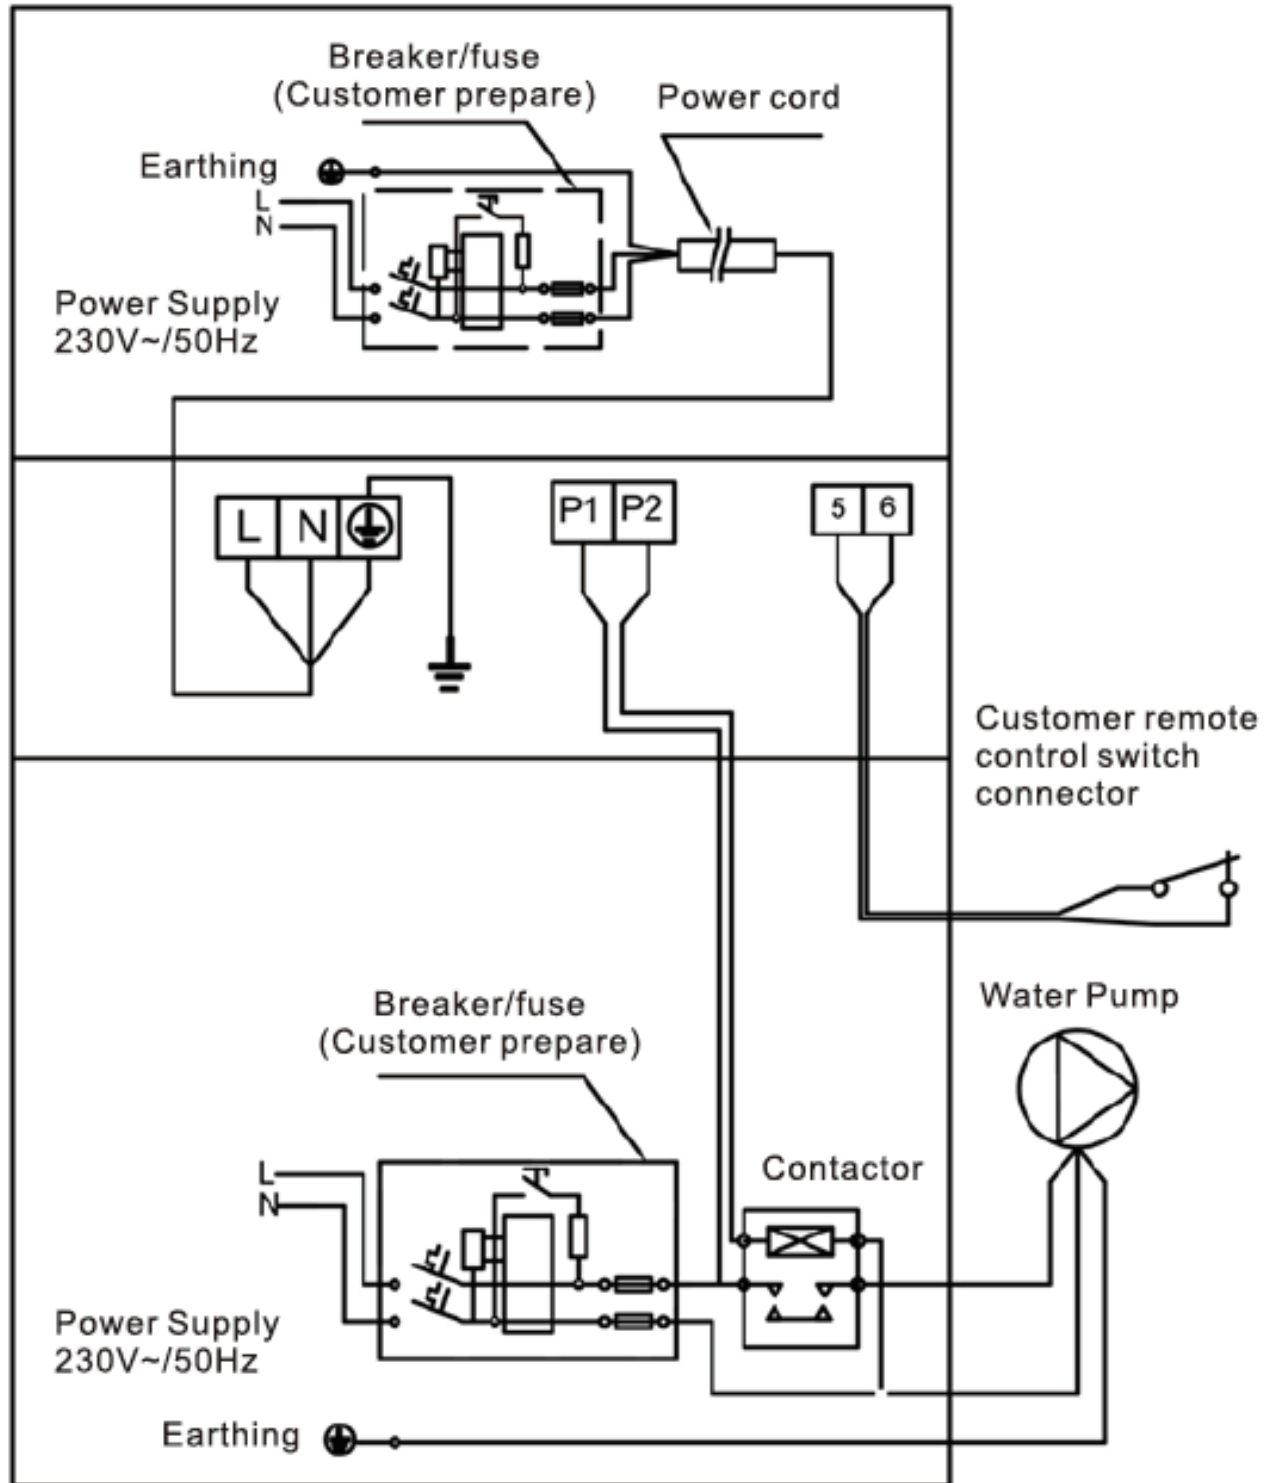 Breaker/fuse
(Customer prepare)
Power cord
Earthing
L
N
Power Supply
230V~/50Hz
L N
P1 P2
5 6
Customer remote
control switch
connector
Water Pump
Breaker/fuse
(Customer prepare)
Contactor
L
N
Power Supply
230V~/50Hz
Earthing